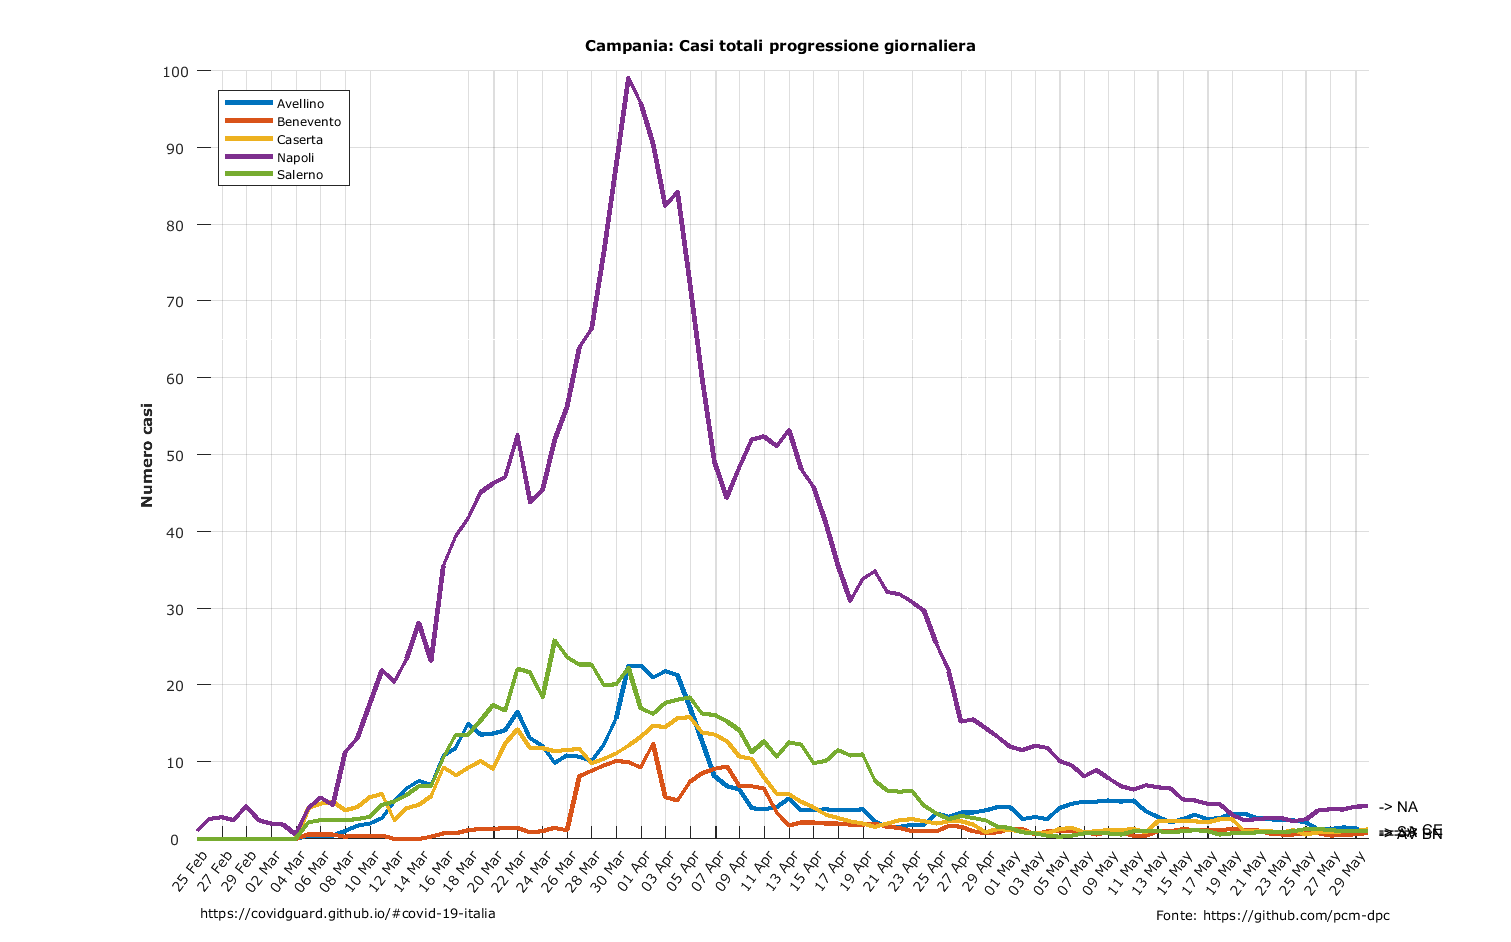 Campania: Casi totali progressione giornaliera
100
90
80
70
60
50
40
30
20
10
0
Numero casi
Avellino
Benevento
Caserta
Napoli
Salerno
-> NA
25 Feb
27 Feb
29 Feb
02 Mar
04 Mar
06 Mar
08 Mar
10 Mar
12 Mar
14 Mar
16 Mar
18 Mar
20 Mar
22 Mar
24 Mar
26 Mar
28 Mar
30 Mar
01 Apr
03 Apr
05 Apr
07 Apr
09 Apr
11 Apr
13 Apr
15 Apr
17 Apr
19 Apr
21 Apr
23 Apr
25 Apr
27 Apr
29 Apr
01 May
03 May
05 May
07 May
09 May
11 May
13 May
15 May
17 May
19 May
21 May
23 May
25 May
27 May
29 May
https://covidguard.github.io/#covid-19-italia
Fonte: https://github.com/pcm-dpc